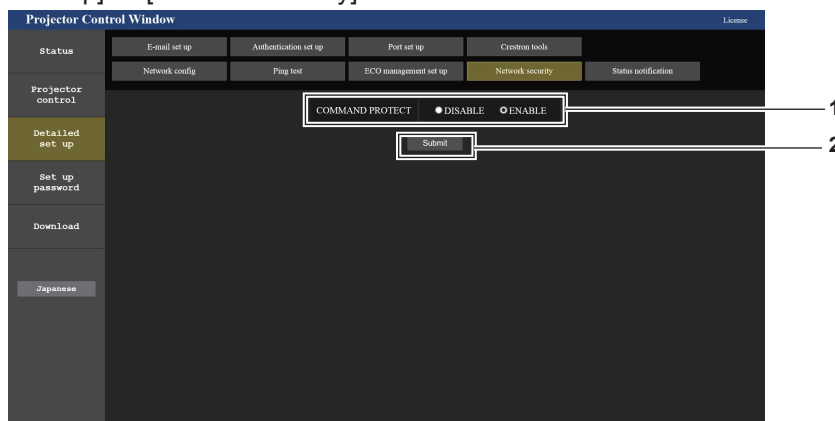 Projector Control Window
License
Status
E-mail set up
Authentication set up
Port set up
Crestron tools
Network config
Ping test
ECO management set up
Network security
Status notification
Projector
control
COMMAND PROTECT
DISABLE
ENABLE
1
Detailed
set up
Submit
2
Set up
password
Download
Japanese